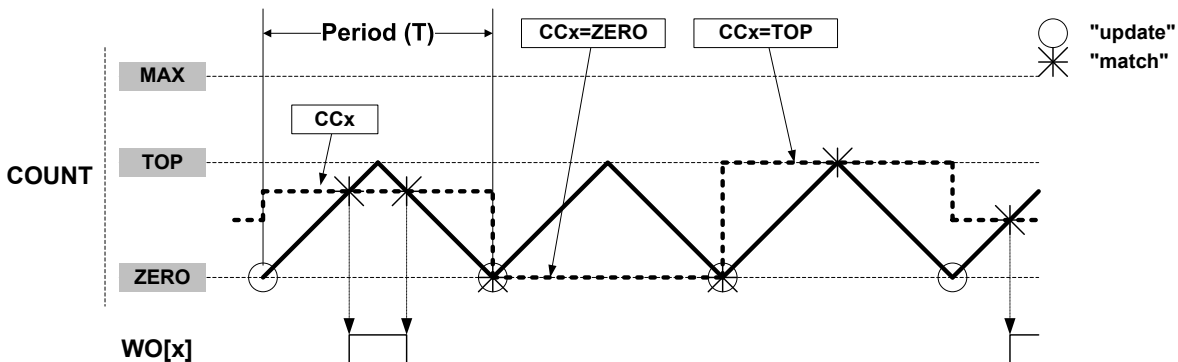 Period (T)
CCx=ZERO
CCx=TOP
"update"
"match"
MAX
CCx
TOP
COUNT
ZERO
WO[x]